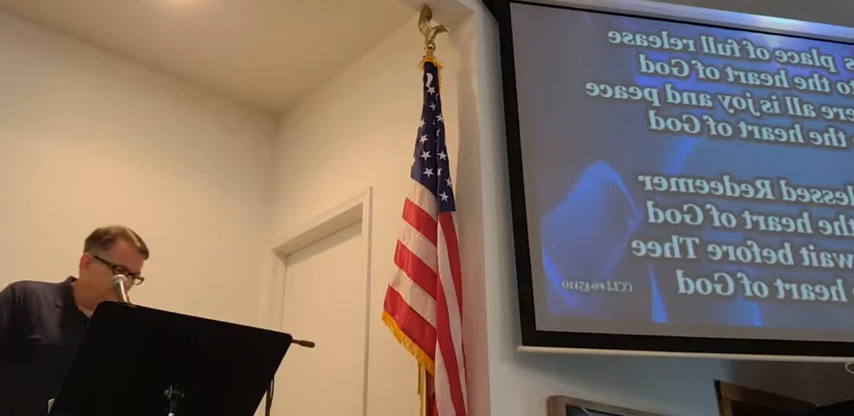 place of full release
to the heart of God
all is joy and peace
the heart of God
Redeemer
the heart of God
wait before Thee
heart of God